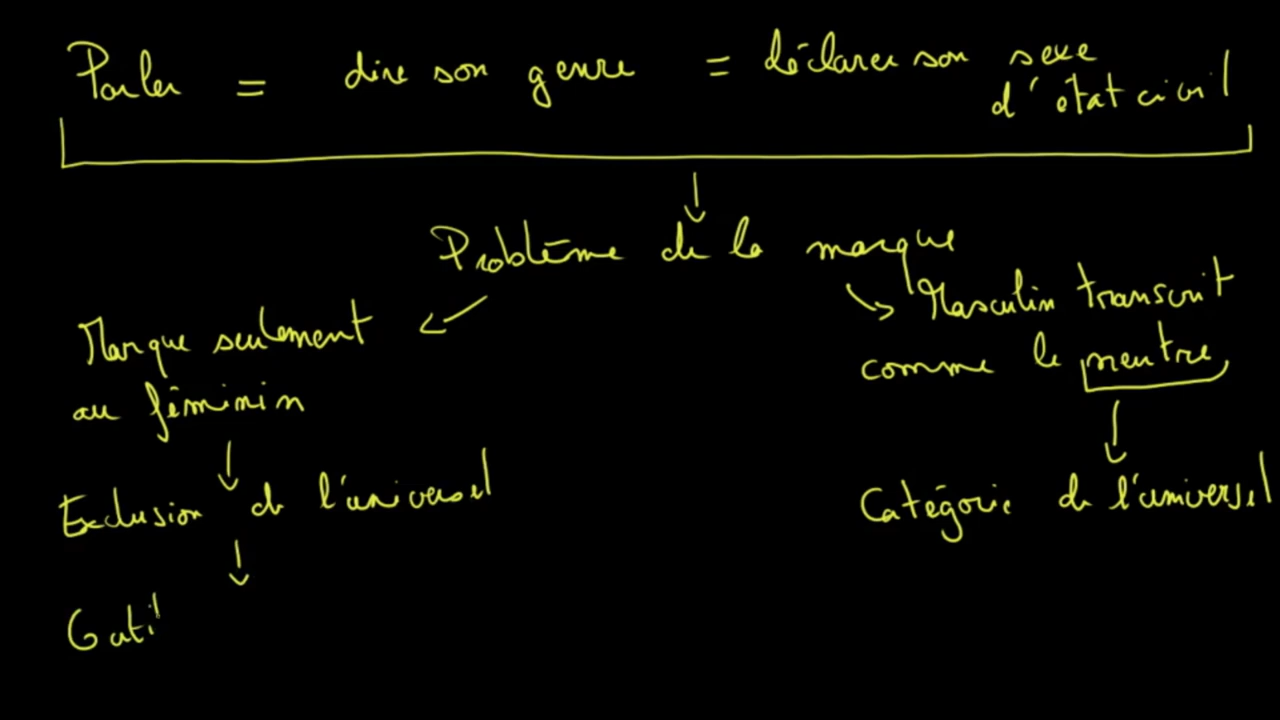 Parler = dire son genre = déclarer son sexe
d'état civil
Problème de la marque
Marque seulement
au féminin
Masculin transcrit
comme le neutre
Exclusion de l'universel
Catégorie de l'universel
Cati